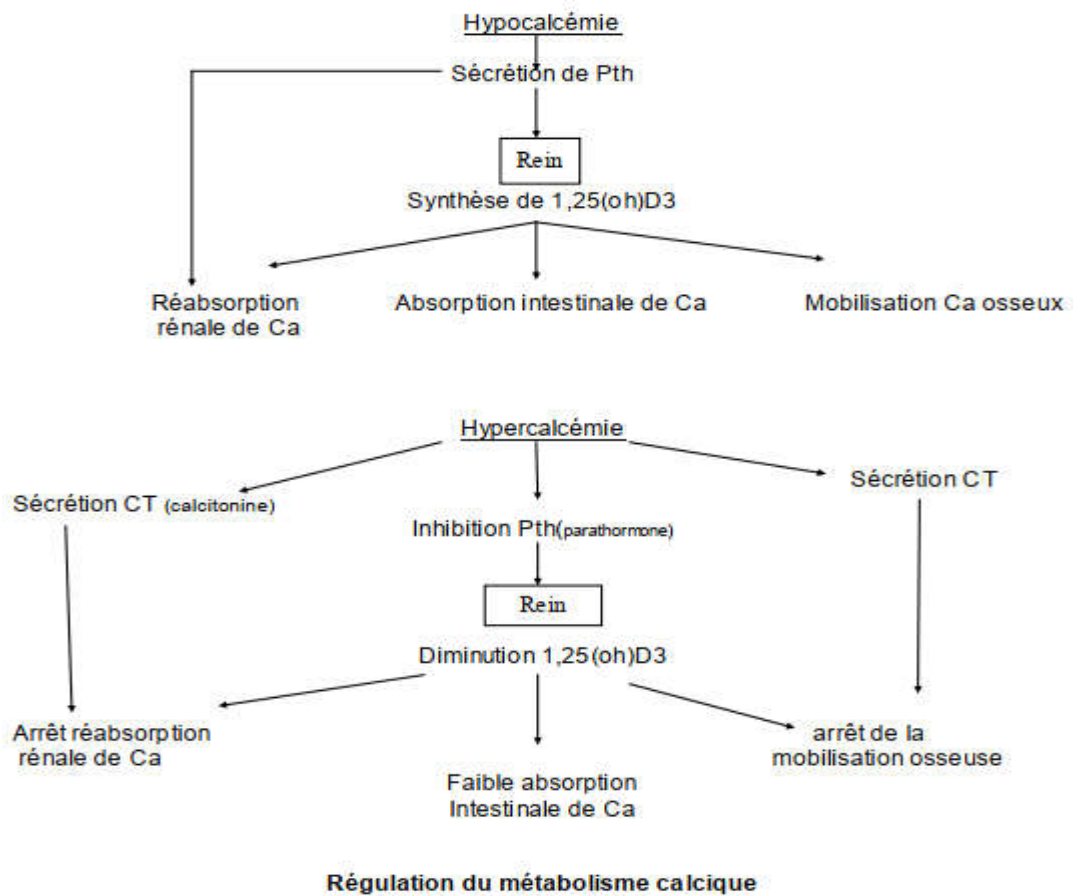 Hypocalcémie
Sécrétion de Pth
Rein
Synthèse de 1,25(oh)D3
Réabsorption
rénale de Ca
Absorption intestinale de Ca
Mobilisation Ca osseux
Hypercalcémie
Sécrétion CT (calcitonine)
Sécrétion CT
Inhibition Pth(parathormone)
Rein
Diminution 1,25(oh)D3
Arrêt réabsorption
rénale de Ca
Faible absorption
Intestinale de Ca
arrêt de la
mobilisation osseuse
Régulation du métabolisme calcique